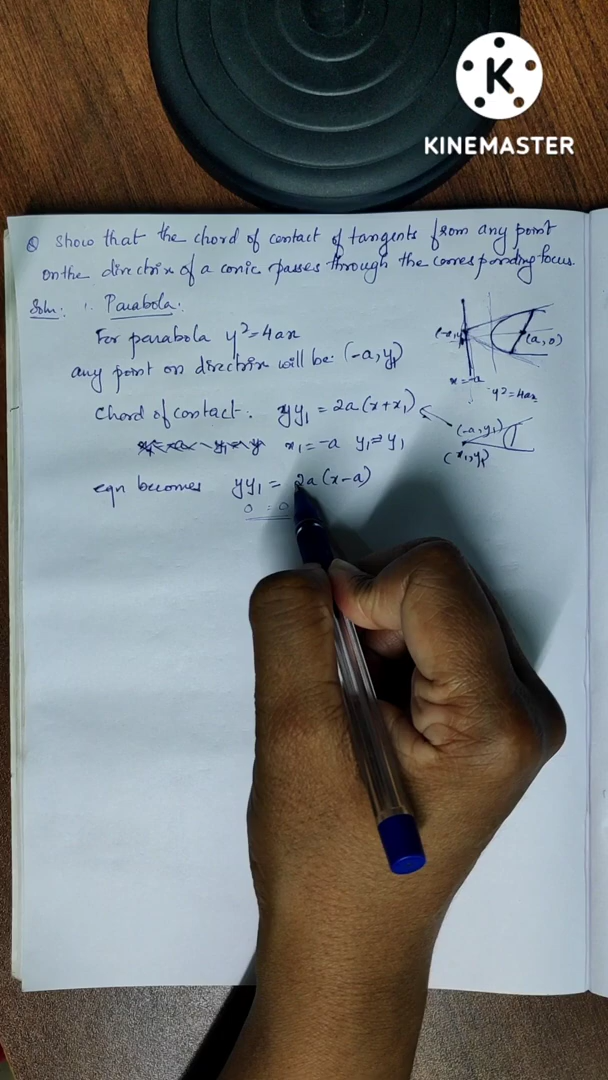 K
KINEMASTER
Q Show that the chord of contact of tangents from any point
on the directrix of a conic passes through the corresponding focus.
Soln: ∴ Parabola:
For parabola y²=4ax
any point on directrix will be: (-a, y₁)
(a, 0)
x=-a
y²=4ax
Chord of contact: yy₁ = 2a(x+x₁)
(-a, y₁)
x₁=-a y₁=y₁
(x₁, y₁)
eqn becomes yy₁ = 2a(x-a)
0 = 0